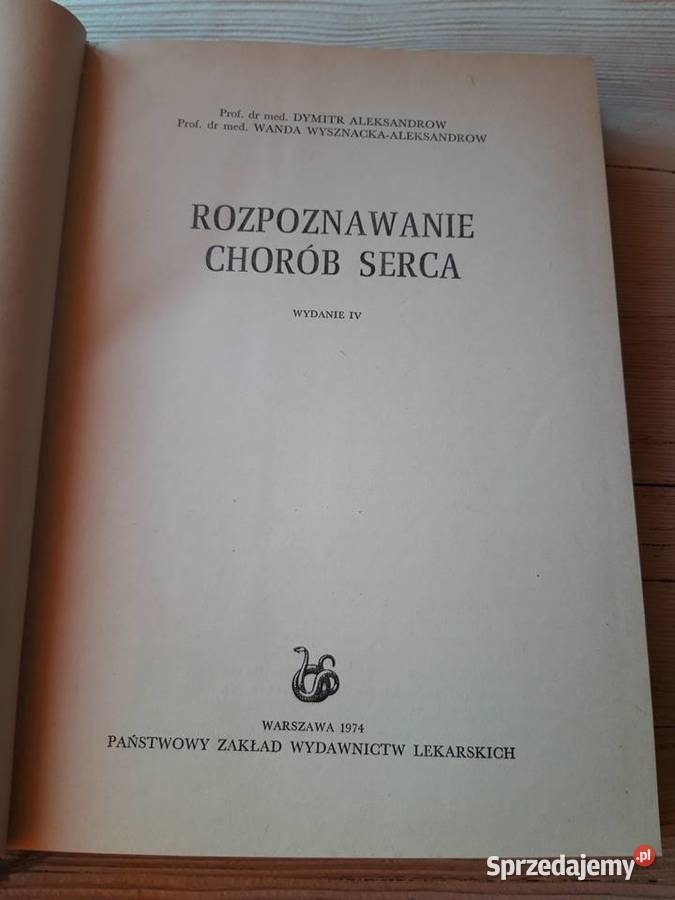 Prof. dr med. DYMITR ALEKSANDROW
Prof. dr med. WANDA WYSZNACKA-ALEKSANDROW
ROZPOZNAWANIE
CHORÓB SERCA
WYDANIE IV
WARSZAWA 1974
PAŃSTWOWY ZAKŁAD WYDAWNICTW LEKARSKICH
Sprzedajemy.pl